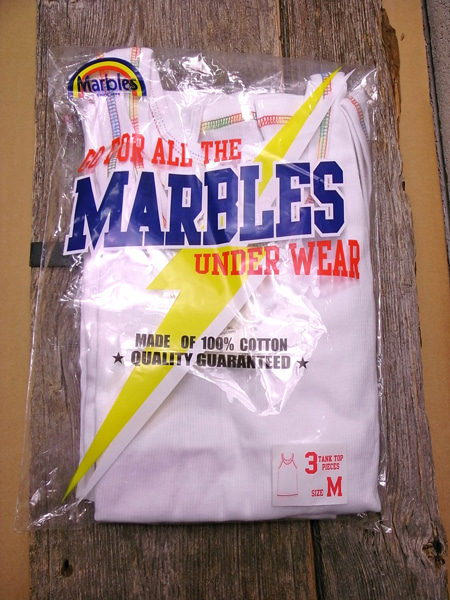 Marbles
GO FOR ALL THE
MARBLES
UNDER WEAR
MADE OF 100% COTTON
★ QUALITY GUARANTEED ★
3 TANK TOP
PIECES
SIZE M